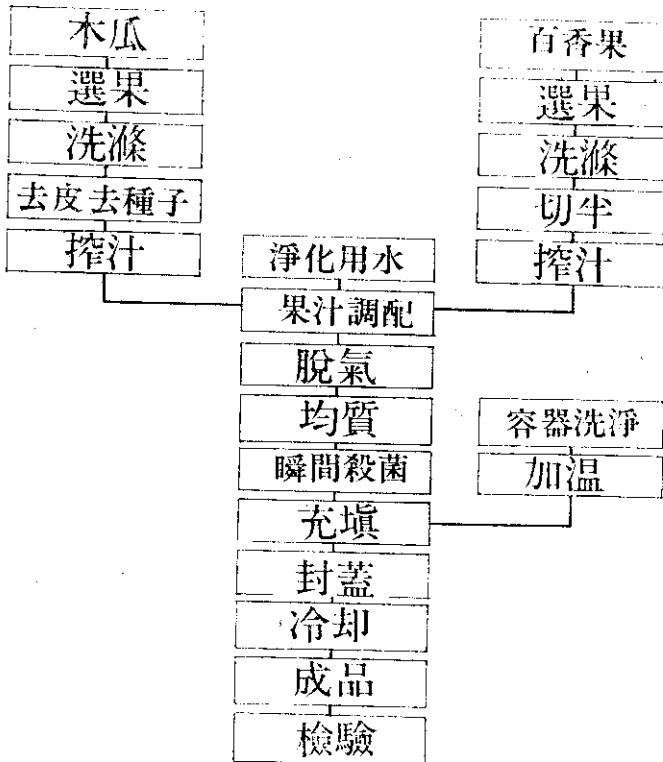 木瓜
選果
洗滌
去皮去種子
搾汁
百香果
選果
洗滌
切半
搾汁
淨化用水
果汁調配
脫氣
均質
瞬間殺菌
容器洗淨
加温
充塡
封蓋
冷却
成品
檢驗